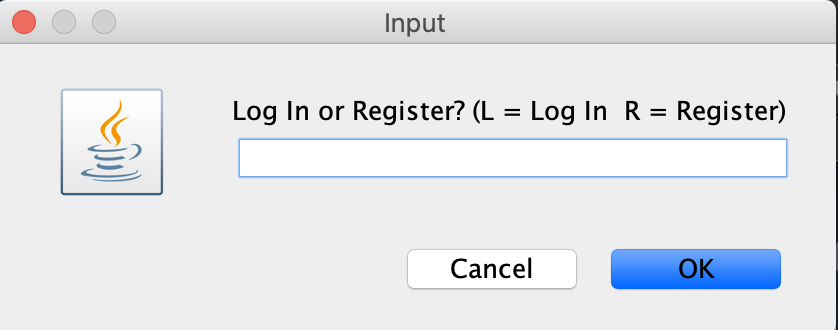 Input
Log In or Register? (L = Log In  R = Register)
Cancel
OK